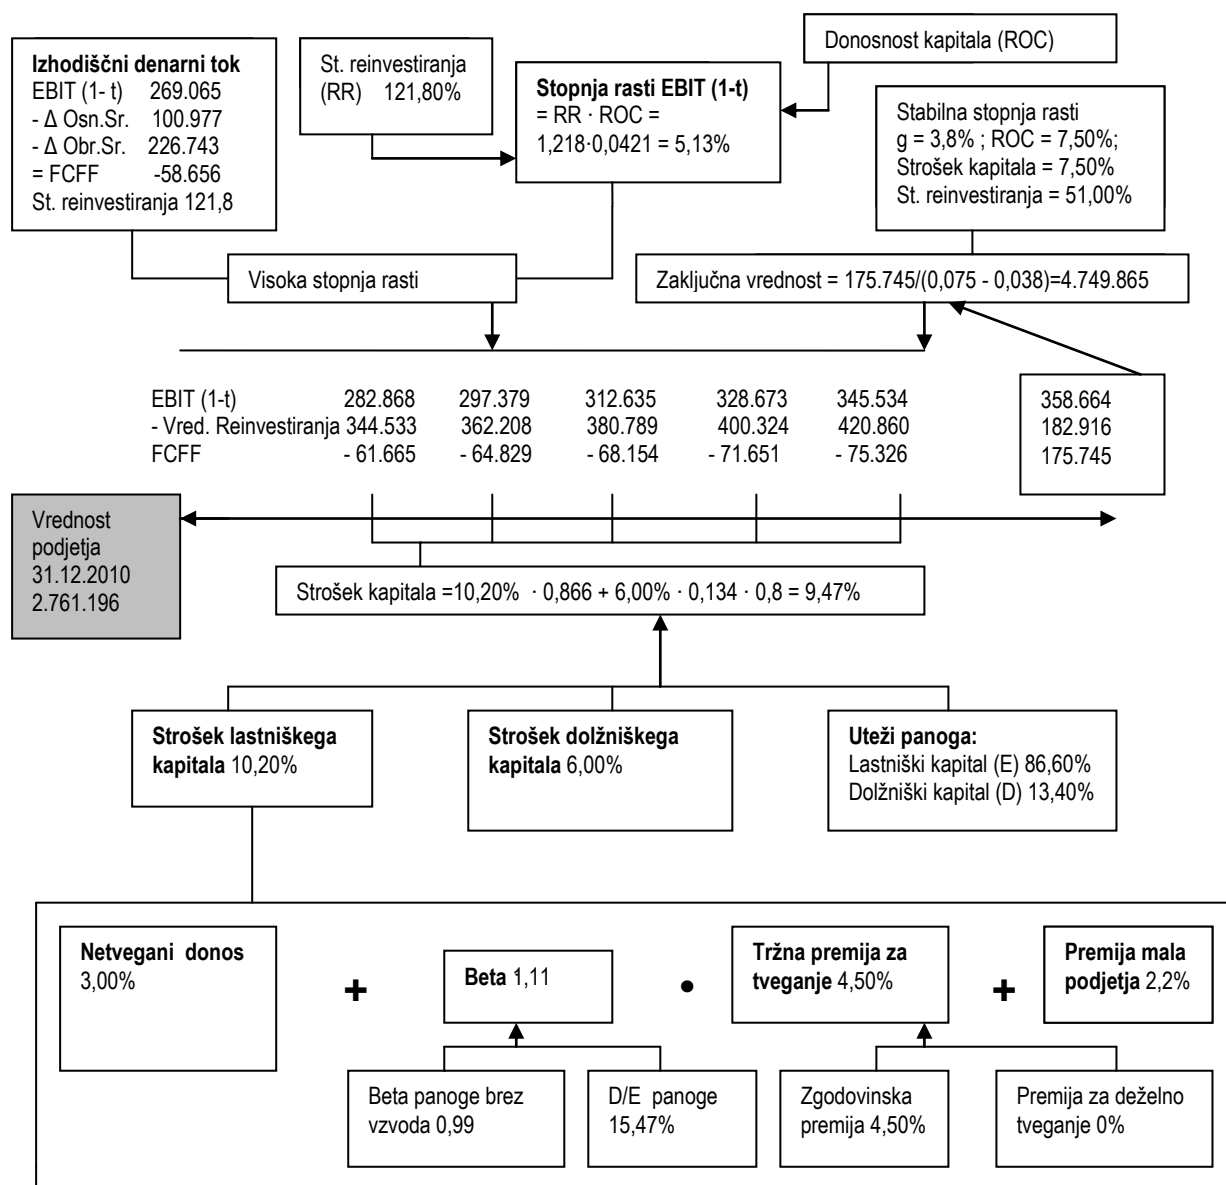 Izhodiščni denarni tok
EBIT (1- t) 269.065
- Δ Osn.Sr. 100.977
- Δ Obr.Sr. 226.743
= FCFF -58.656
St. reinvestiranja 121,8
St. reinvestiranja
(RR) 121,80%
Stopnja rasti EBIT (1-t)
= RR · ROC =
1,218·0,0421 = 5,13%
Donosnost kapitala (ROC)
Stabilna stopnja rasti
g = 3,8% ; ROC = 7,50%;
Strošek kapitala = 7,50%
St. reinvestiranja = 51,00%
Visoka stopnja rasti
Zaključna vrednost = 175.745/(0,075 - 0,038)=4.749.865
EBIT (1-t) 282.868 297.379 312.635 328.673 345.534 358.664
- Vred. Reinvestiranja 344.533 362.208 380.789 400.324 420.860 182.916
FCFF - 61.665 - 64.829 - 68.154 - 71.651 - 75.326 175.745
Vrednost
podjetja
31.12.2010
2.761.196
Strošek kapitala =10,20% · 0,866 + 6,00% · 0,134 · 0,8 = 9,47%
Strošek lastniškega
kapitala 10,20%
Strošek dolžniškega
kapitala 6,00%
Uteži panoga:
Lastniški kapital (E) 86,60%
Dolžniški kapital (D) 13,40%
Netvegani donos
3,00%
+
Beta 1,11
•
Tržna premija za
tveganje 4,50%
+
Premija mala
podjetja 2,2%
Beta panoge brez
vzvoda 0,99
D/E panoge
15,47%
Zgodovinska
premija 4,50%
Premija za deželno
tveganje 0%